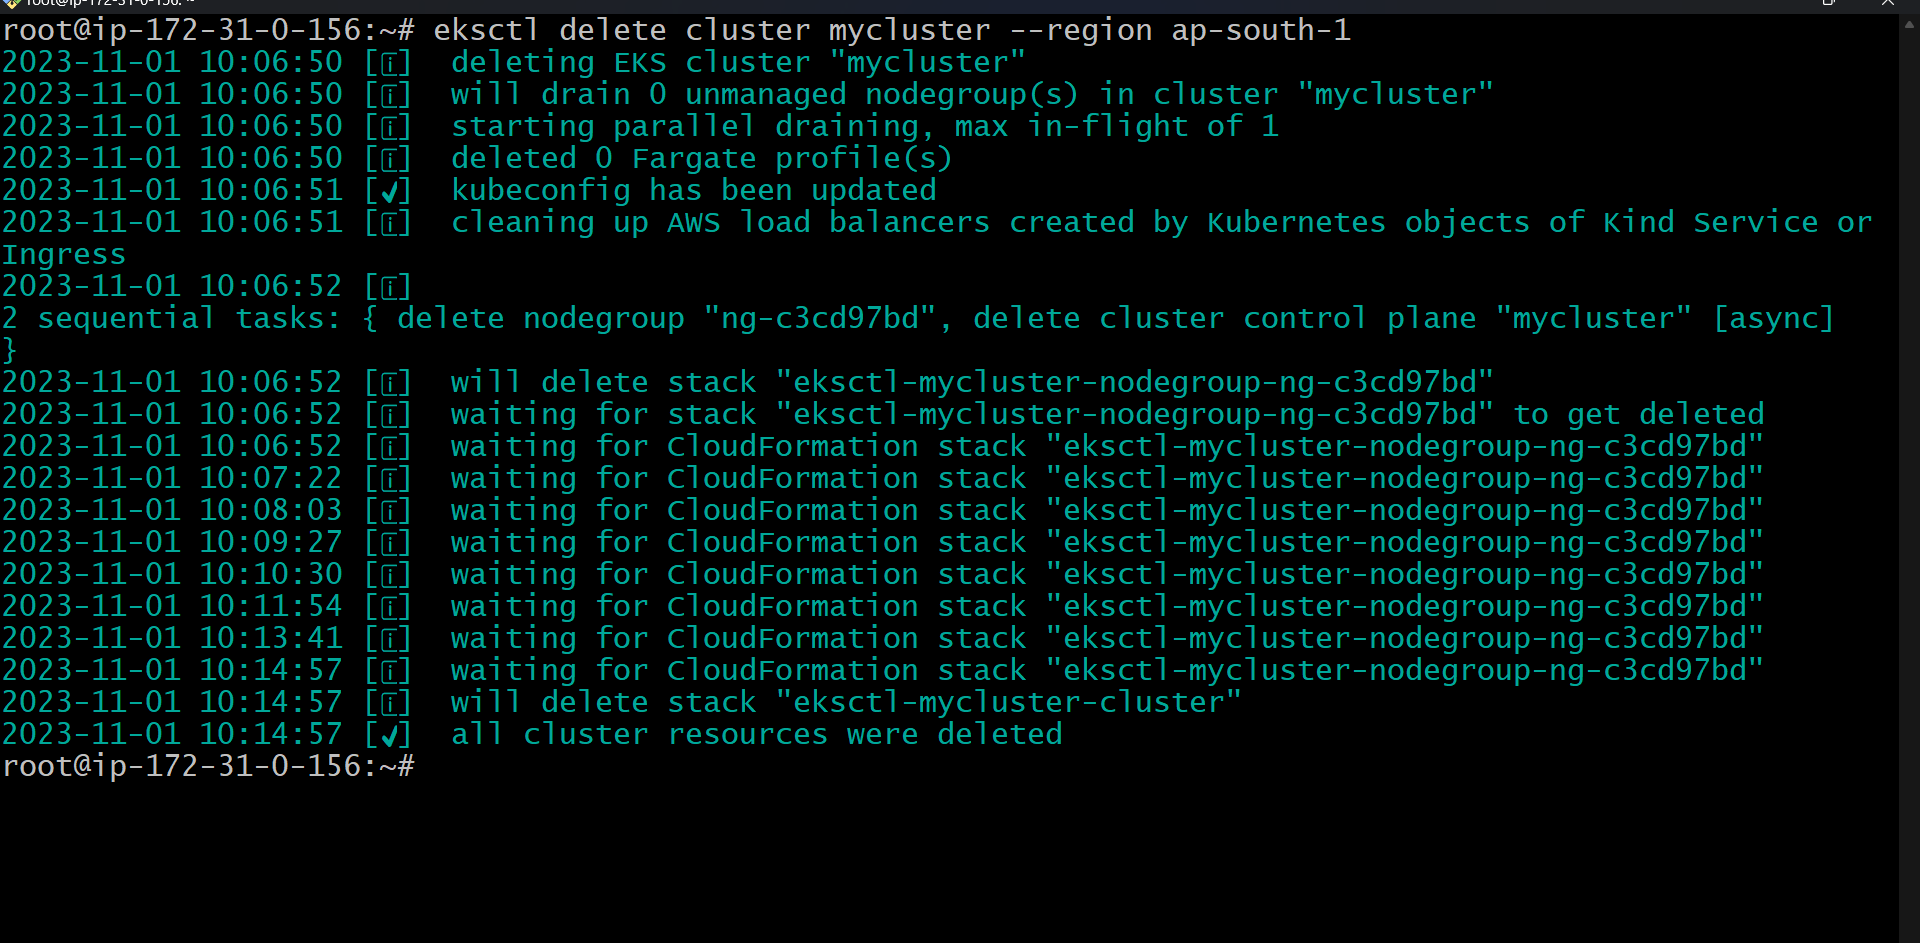 root@ip-172-31-0-156: ~
root@ip-172-31-0-156:~# eksctl delete cluster mycluster --region ap-south-1
2023-11-01 10:06:50 [ℹ]  deleting EKS cluster "mycluster"
2023-11-01 10:06:50 [ℹ]  will drain 0 unmanaged nodegroup(s) in cluster "mycluster"
2023-11-01 10:06:50 [ℹ]  starting parallel draining, max in-flight of 1
2023-11-01 10:06:50 [ℹ]  deleted 0 Fargate profile(s)
2023-11-01 10:06:51 [✔]  kubeconfig has been updated
2023-11-01 10:06:51 [ℹ]  cleaning up AWS load balancers created by Kubernetes objects of Kind Service or
Ingress
2023-11-01 10:06:52 [ℹ]
2 sequential tasks: { delete nodegroup "ng-c3cd97bd", delete cluster control plane "mycluster" [async]
}
2023-11-01 10:06:52 [ℹ]  will delete stack "eksctl-mycluster-nodegroup-ng-c3cd97bd"
2023-11-01 10:06:52 [ℹ]  waiting for stack "eksctl-mycluster-nodegroup-ng-c3cd97bd" to get deleted
2023-11-01 10:06:52 [ℹ]  waiting for CloudFormation stack "eksctl-mycluster-nodegroup-ng-c3cd97bd"
2023-11-01 10:07:22 [ℹ]  waiting for CloudFormation stack "eksctl-mycluster-nodegroup-ng-c3cd97bd"
2023-11-01 10:08:03 [ℹ]  waiting for CloudFormation stack "eksctl-mycluster-nodegroup-ng-c3cd97bd"
2023-11-01 10:09:27 [ℹ]  waiting for CloudFormation stack "eksctl-mycluster-nodegroup-ng-c3cd97bd"
2023-11-01 10:10:30 [ℹ]  waiting for CloudFormation stack "eksctl-mycluster-nodegroup-ng-c3cd97bd"
2023-11-01 10:11:54 [ℹ]  waiting for CloudFormation stack "eksctl-mycluster-nodegroup-ng-c3cd97bd"
2023-11-01 10:13:41 [ℹ]  waiting for CloudFormation stack "eksctl-mycluster-nodegroup-ng-c3cd97bd"
2023-11-01 10:14:57 [ℹ]  waiting for CloudFormation stack "eksctl-mycluster-nodegroup-ng-c3cd97bd"
2023-11-01 10:14:57 [ℹ]  will delete stack "eksctl-mycluster-cluster"
2023-11-01 10:14:57 [✔]  all cluster resources were deleted
root@ip-172-31-0-156:~#